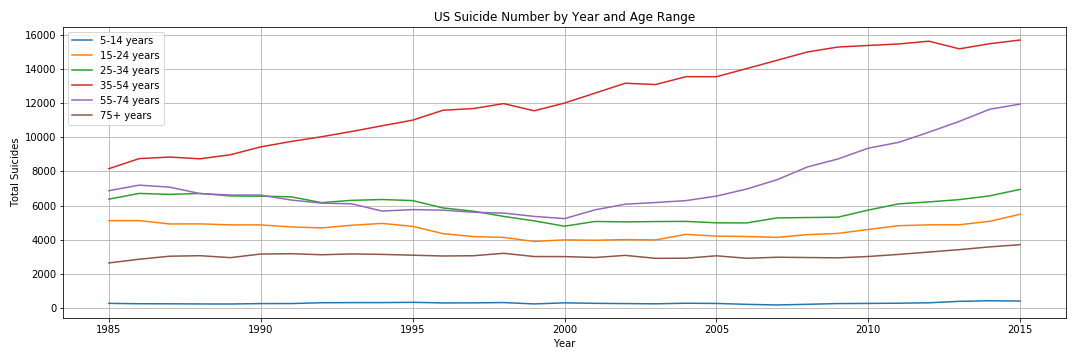 US Suicide Number by Year and Age Range
16000
14000
12000
10000
8000
6000
4000
2000
0
Total Suicides
5-14 years
15-24 years
25-34 years
35-54 years
55-74 years
75+ years
1985
1990
1995
2000
2005
2010
2015
Year